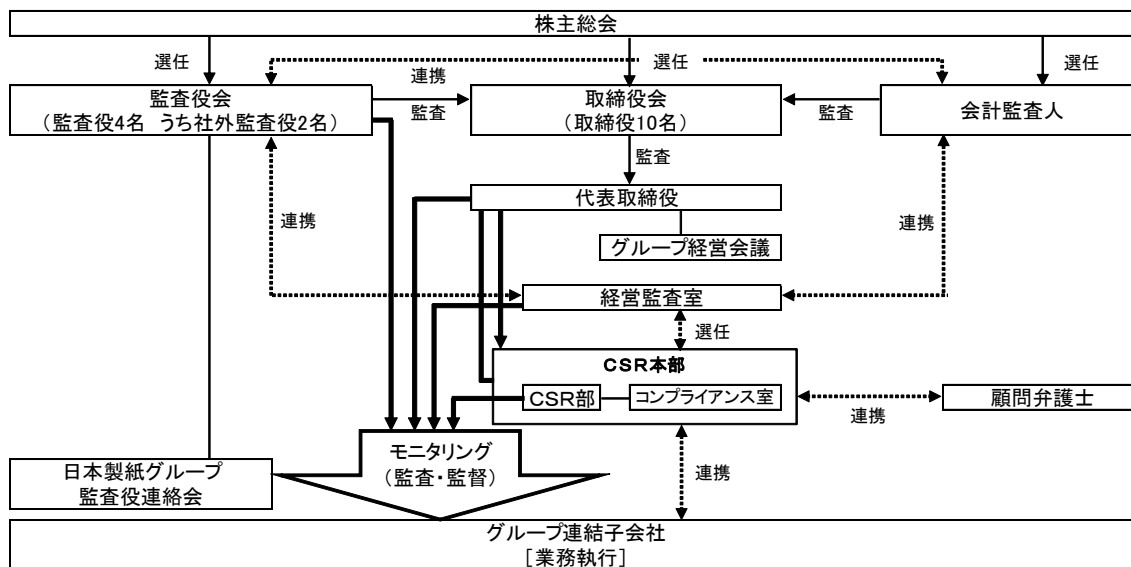 株主総会
選任
選任
選任
連携
監査役会
（監査役4名　うち社外監査役2名）
監査
取締役会
（取締役10名）
監査
会計監査人
監査
代表取締役
連携
連携
グループ経営会議
経営監査室
選任
CSR本部
CSR部
コンプライアンス室
連携
顧問弁護士
モニタリング
（監査・監督）
日本製紙グループ
監査役連絡会
連携
グループ連結子会社
［業務執行］